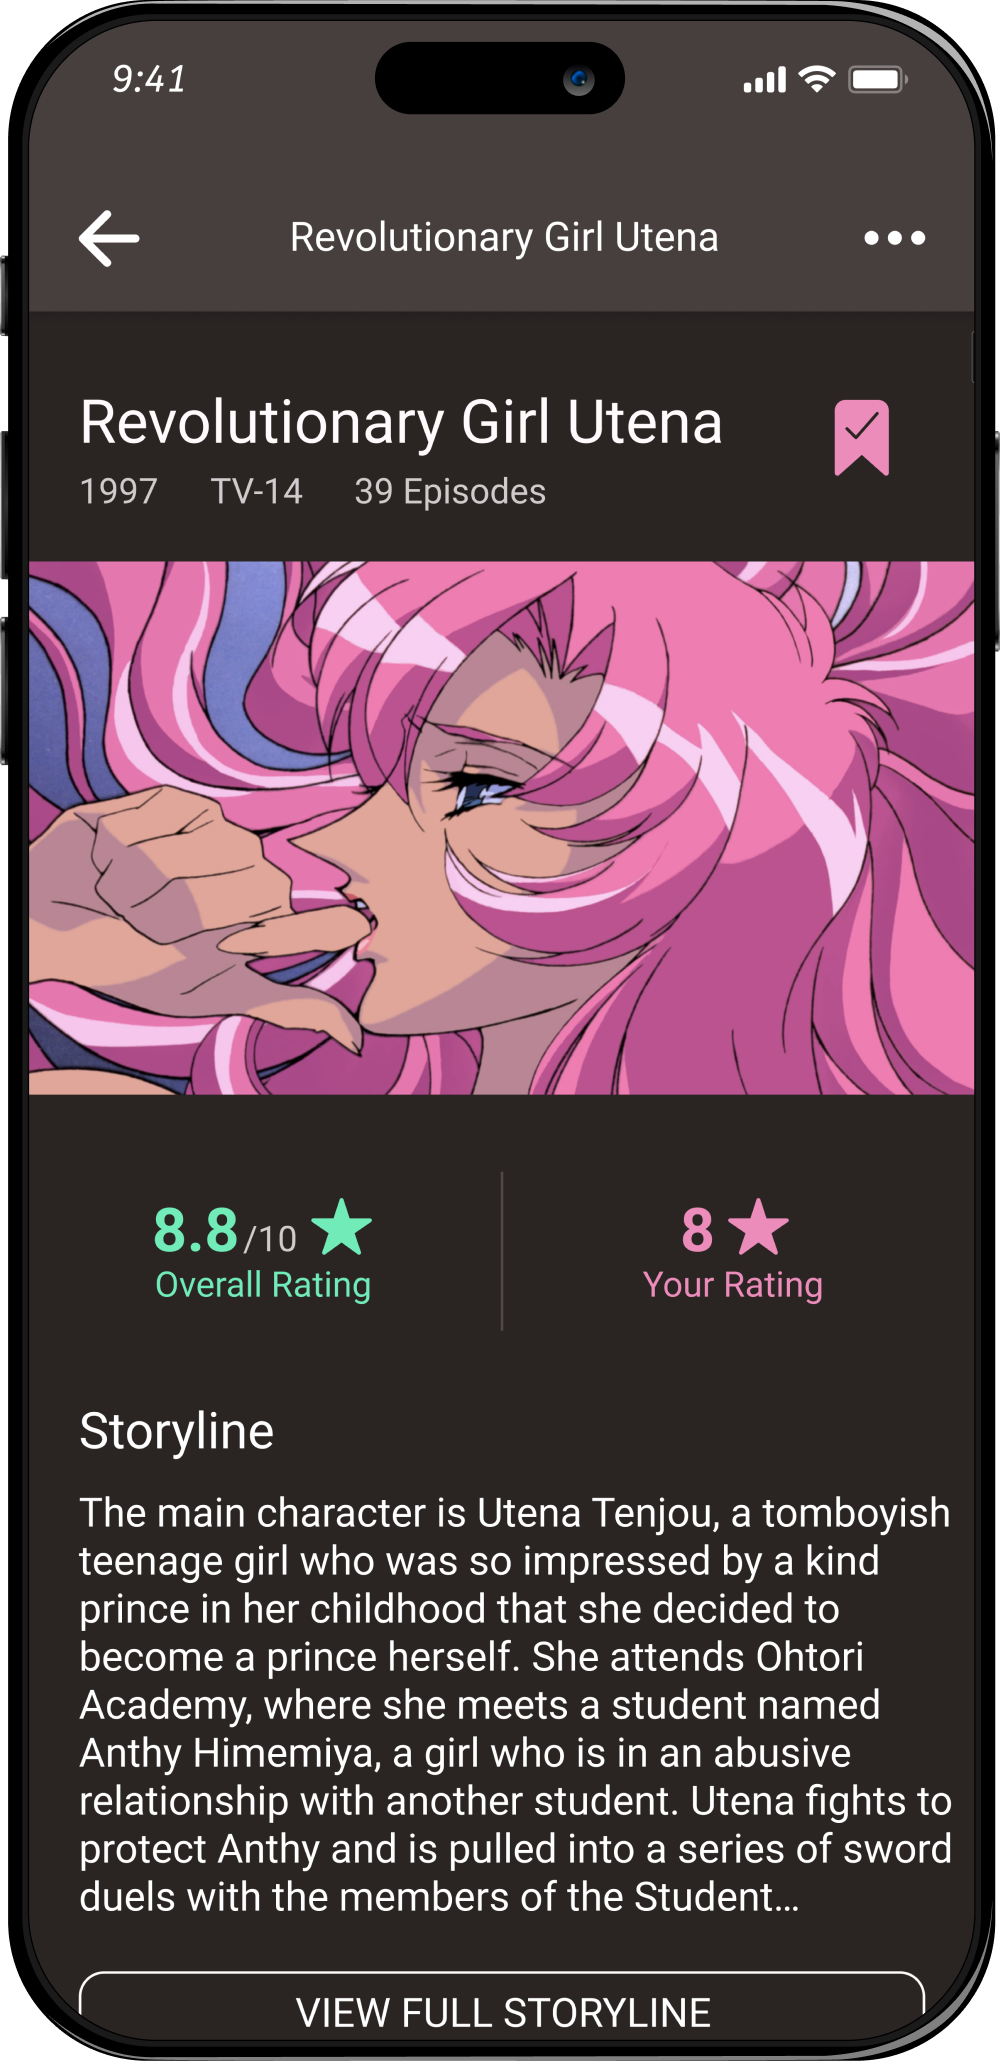 9:41
Revolutionary Girl Utena
Revolutionary Girl Utena
1997 TV-14 39 Episodes
8.8/10
Overall Rating
8
Your Rating
Storyline
The main character is Utena Tenjou, a tomboyish
teenage girl who was so impressed by a kind
prince in her childhood that she decided to
become a prince herself. She attends Ohtori
Academy, where she meets a student named
Anthy Himemiya, a girl who is in an abusive
relationship with another student. Utena fights to
protect Anthy and is pulled into a series of sword
duels with the members of the Student...
VIEW FULL STORYLINE